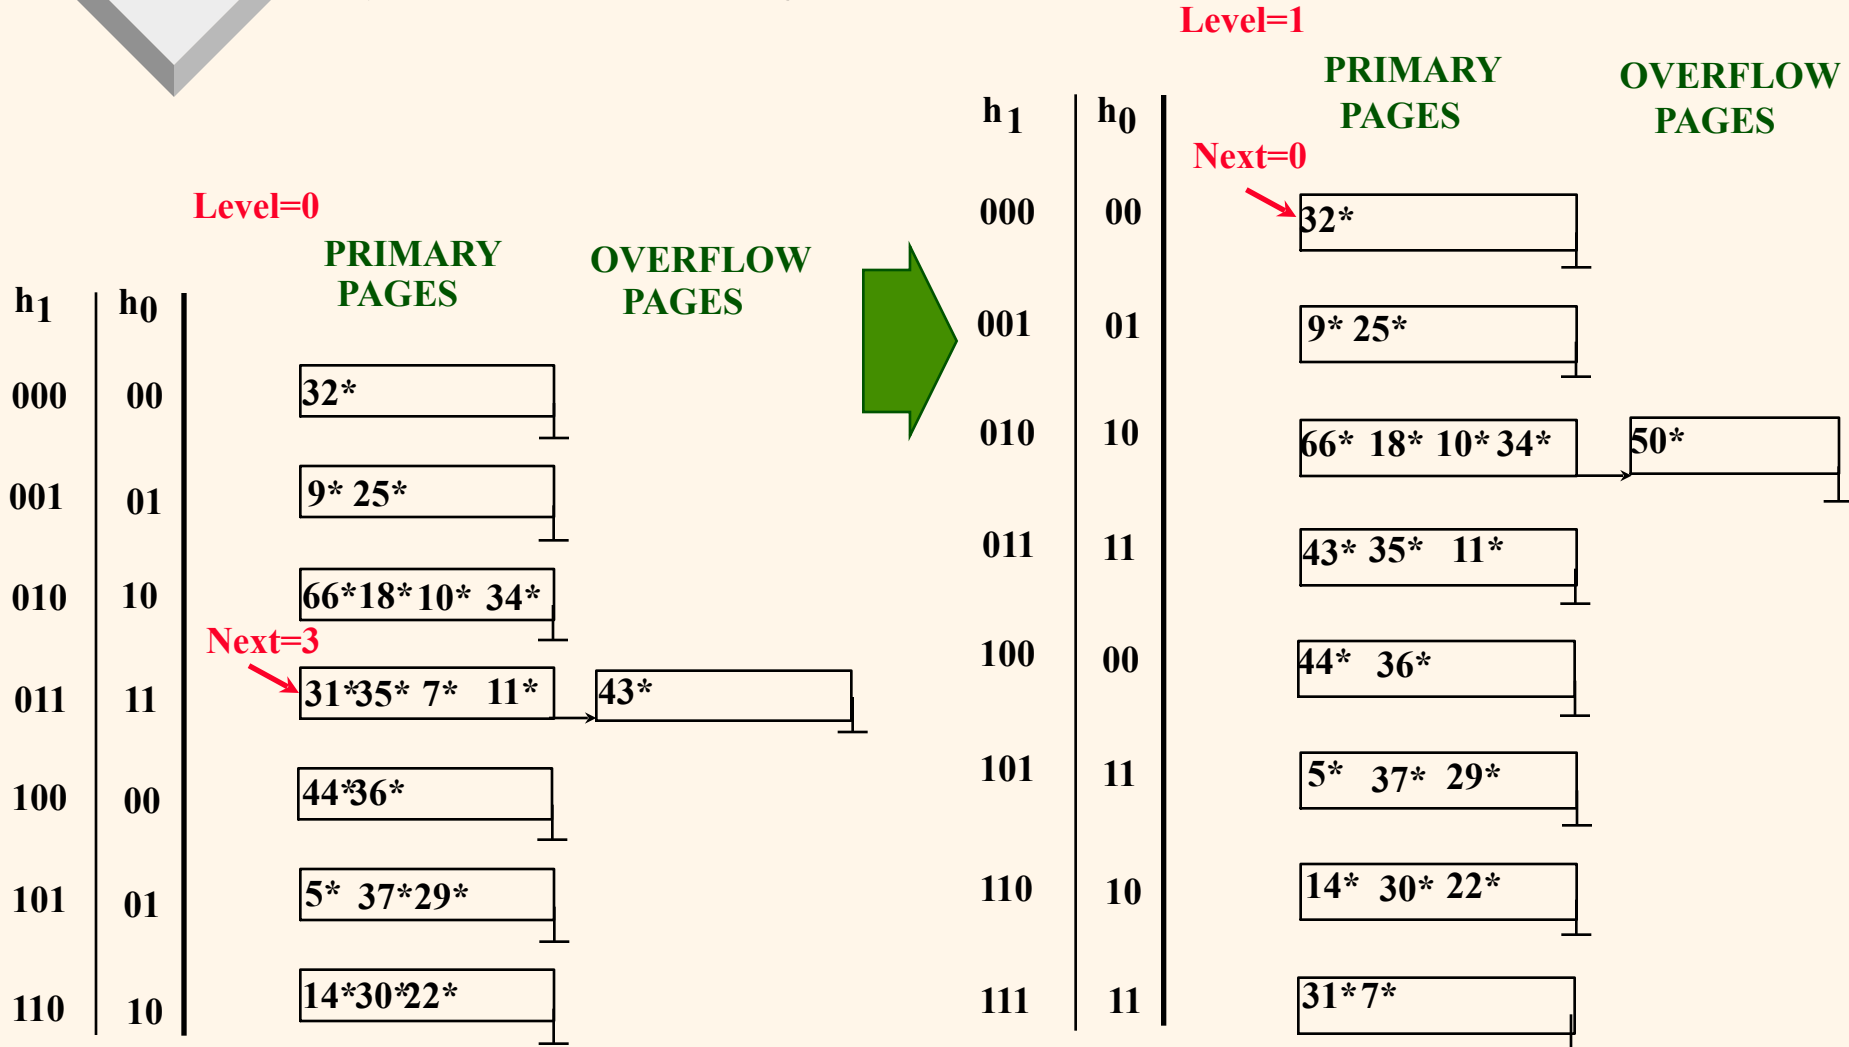 Level=0
PRIMARY PAGES
OVERFLOW PAGES
h1 h0
000 00 32*
001 01 9* 25*
010 10 66* 18* 10* 34*
Next=3
011 11 31* 35* 7* 11* 43*
100 00 44* 36*
101 01 5* 37* 29*
110 10 14* 30* 22*
Level=1
PRIMARY PAGES
OVERFLOW PAGES
h1 h0
Next=0
000 00 32*
001 01 9* 25*
010 10 66* 18* 10* 34* 50*
011 11 43* 35* 11*
100 00 44* 36*
101 11 5* 37* 29*
110 10 14* 30* 22*
111 11 31* 7*